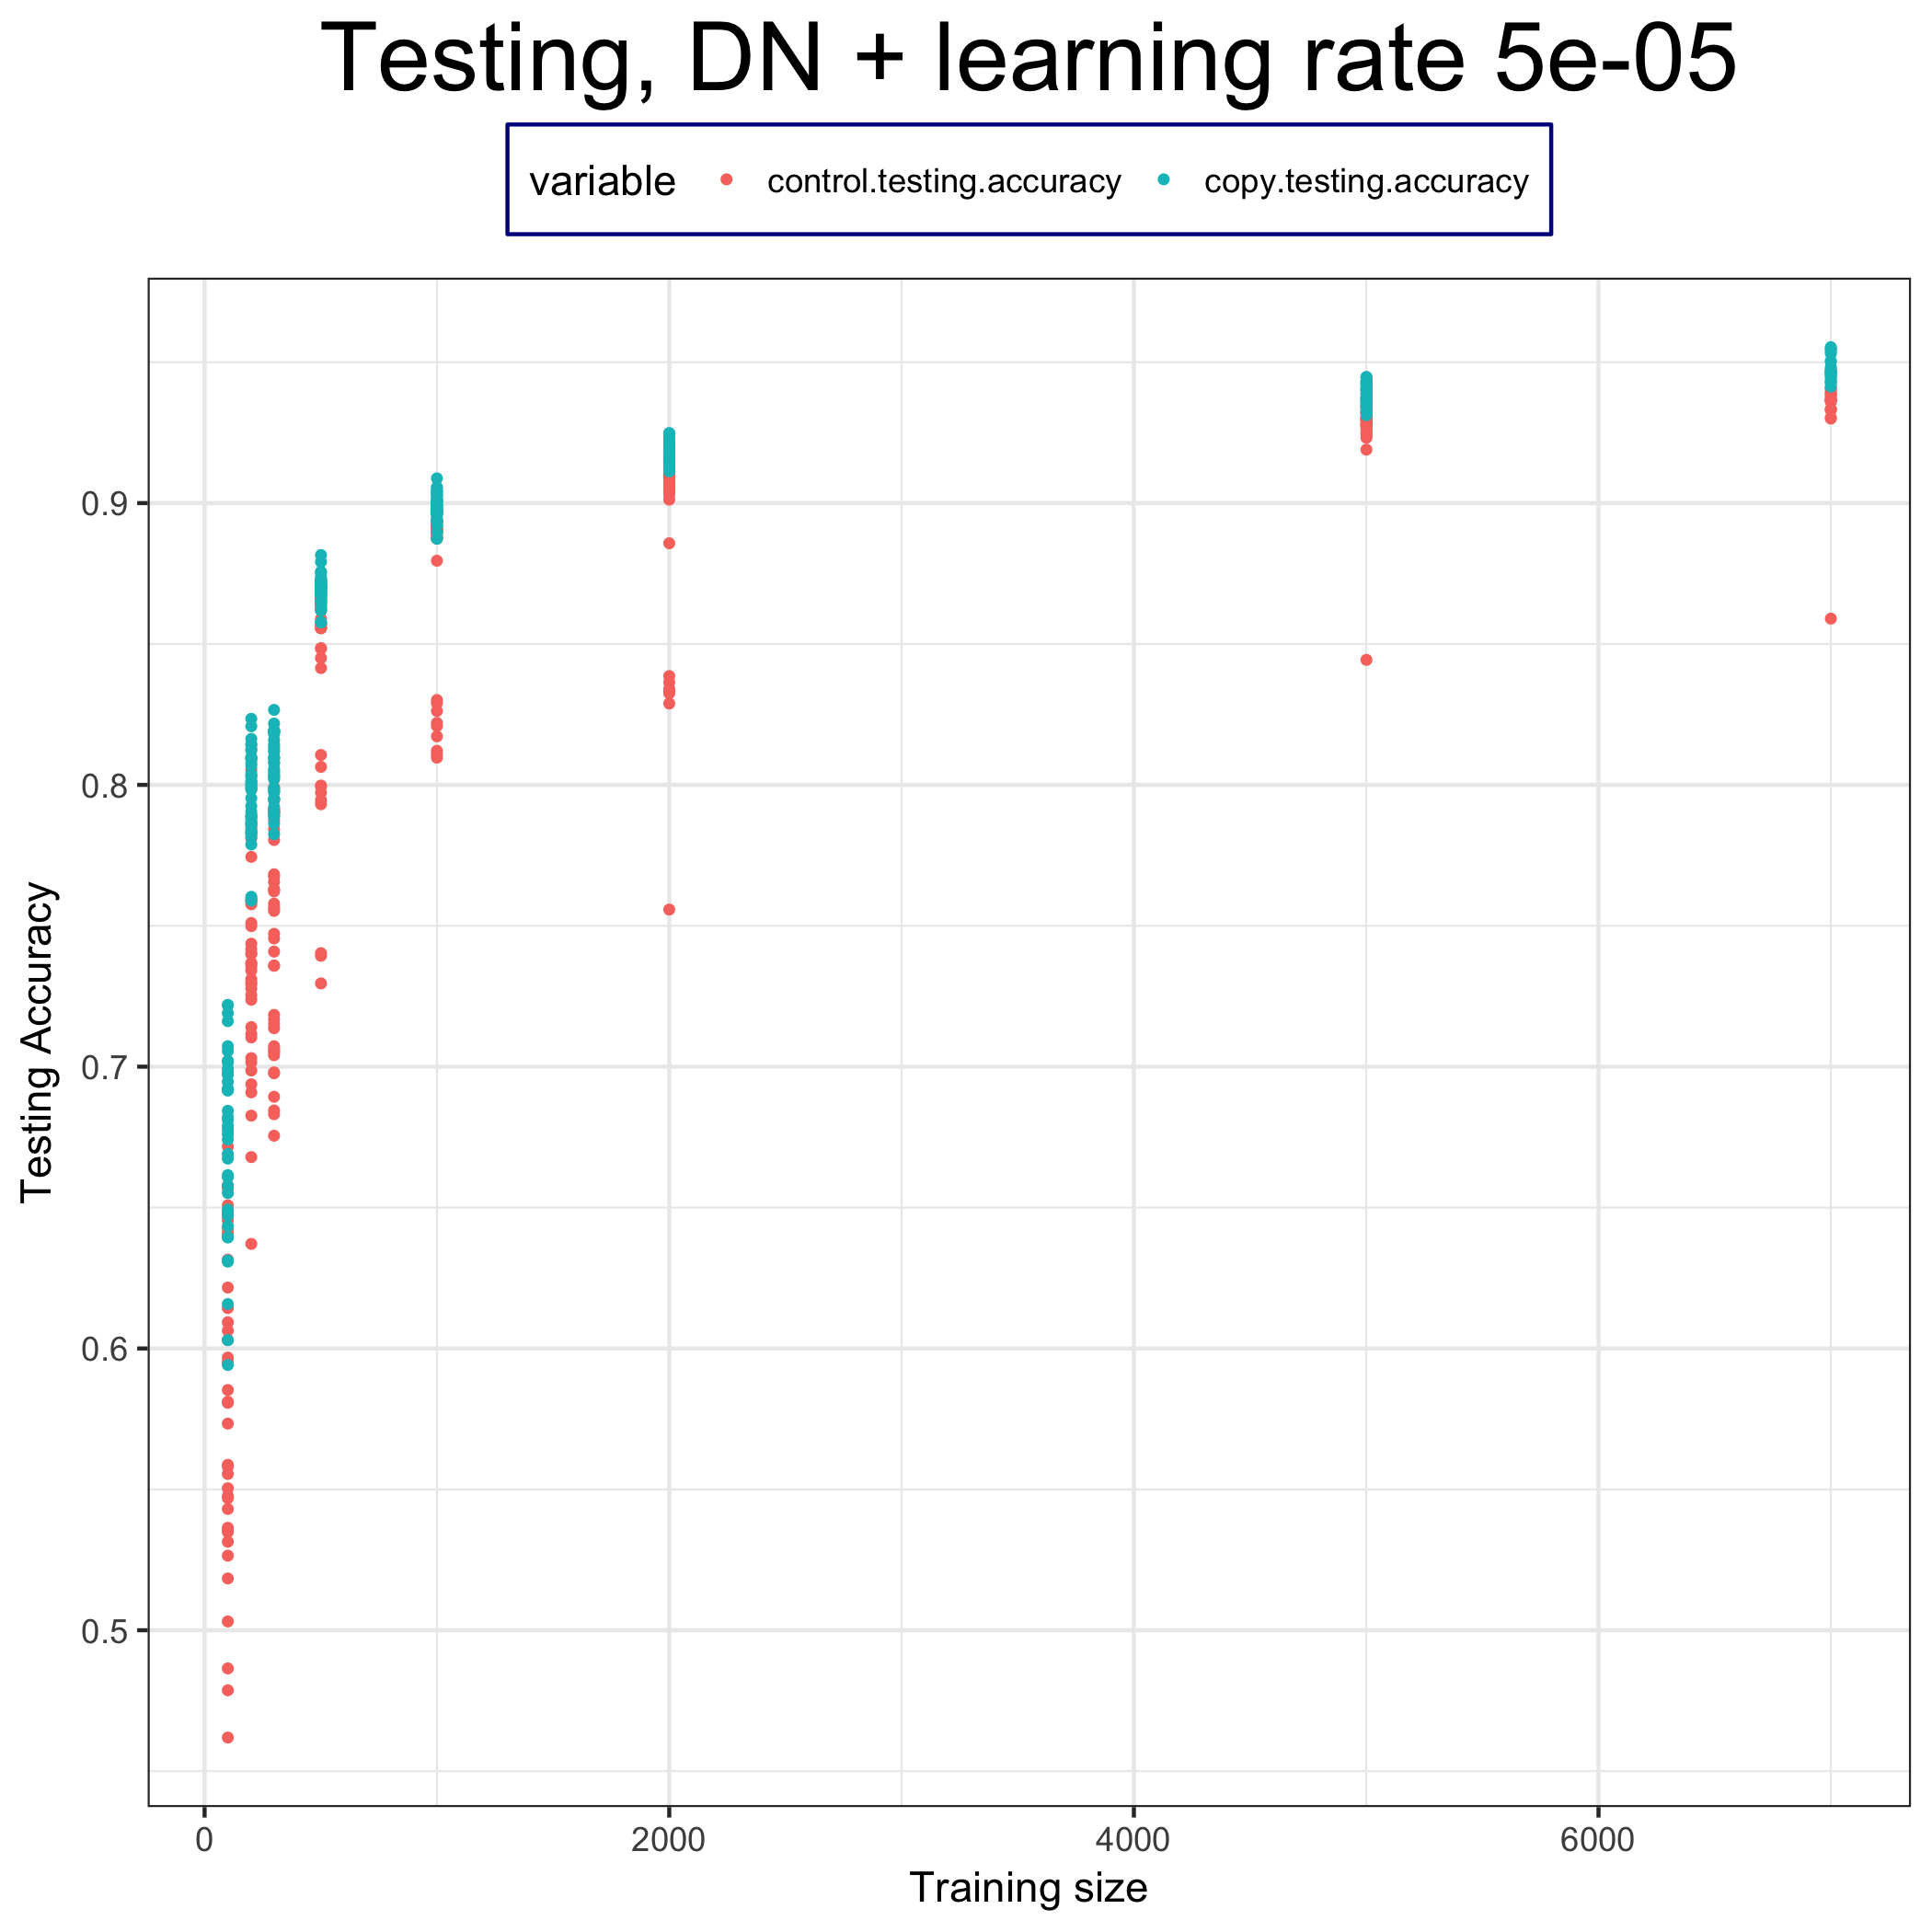 Testing, DN + learning rate 5e-05
variable control.testing.accuracy copy.testing.accuracy
Testing Accuracy
0.9
0.8
0.7
0.6
0.5
0 2000 4000 6000
Training size